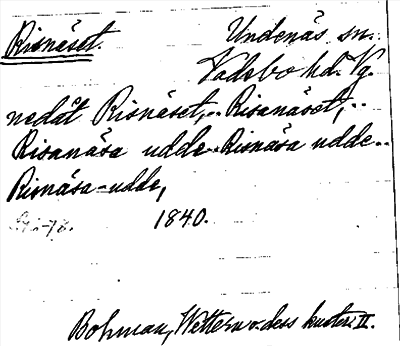 Risnäset. Undenäs sn.
Vadsbo hd. Vg.
nedåt Risnäset,.. Risanäset,..
Risanäsa udde..Risnäsa udde..
Risnäsa-udde,
1840.
Bohman, Wettern o. dess kuster II.